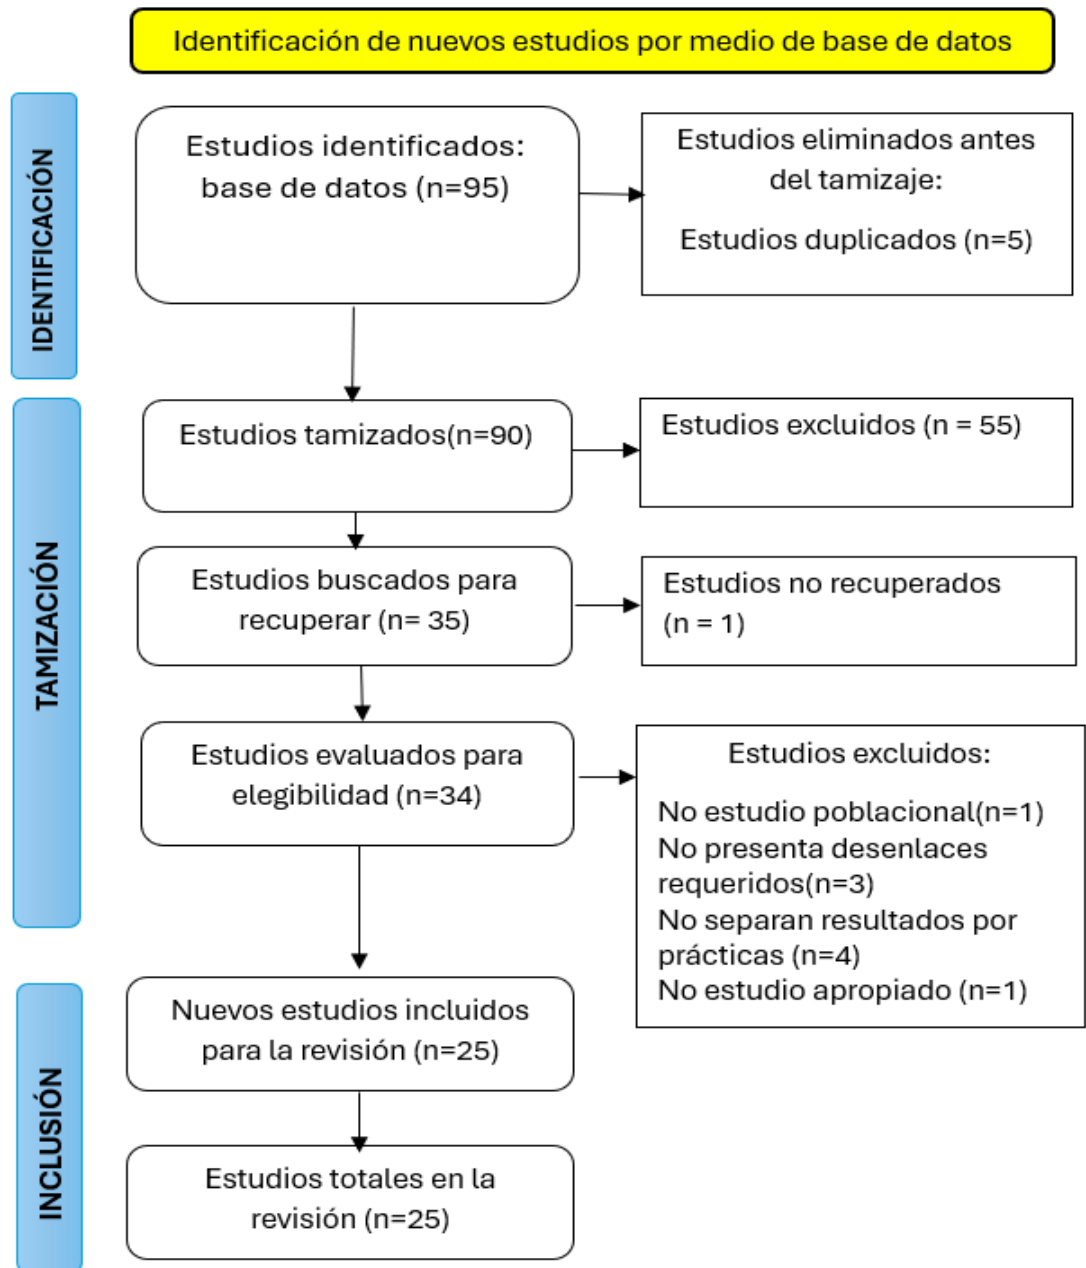 Identificación de nuevos estudios por medio de base de datos
IDENTIFICACIÓN
Estudios identificados:
base de datos (n=95)
Estudios eliminados antes
del tamizaje:
Estudios duplicados (n=5)
TAMIZACIÓN
Estudios tamizados(n=90)
Estudios excluidos (n = 55)
Estudios buscados para
recuperar (n= 35)
Estudios no recuperados
(n = 1)
Estudios evaluados para
elegibilidad (n=34)
Estudios excluidos:
No estudio poblacional(n=1)
No presenta desenlaces
requeridos(n=3)
No separan resultados por
prácticas (n=4)
No estudio apropiado (n=1)
INCLUSIÓN
Nuevos estudios incluidos
para la revisión (n=25)
Estudios totales en la
revisión (n=25)